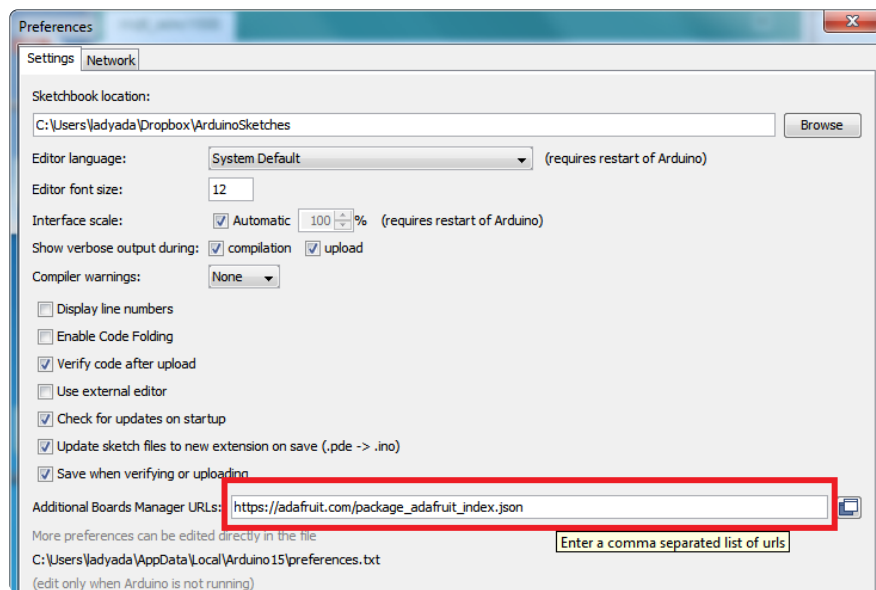 Preferences
Settings Network
Sketchbook location:
C:\Users\ladyada\Dropbox\ArduinoSketches Browse
Editor language: System Default (requires restart of Arduino)
Editor font size: 12
Interface scale: Automatic 100 % (requires restart of Arduino)
Show verbose output during: compilation upload
Compiler warnings: None
Display line numbers
Enable Code Folding
Verify code after upload
Use external editor
Check for updates on startup
Update sketch files to new extension on save (.pde -> .ino)
Save when verifying or uploading
Additional Boards Manager URLs: https://adafruit.com/package_adafruit_index.json
More preferences can be edited directly in the file
Enter a comma separated list of urls
C:\Users\ladyada\AppData\Local\Arduino15\preferences.txt
(edit only when Arduino is not running)